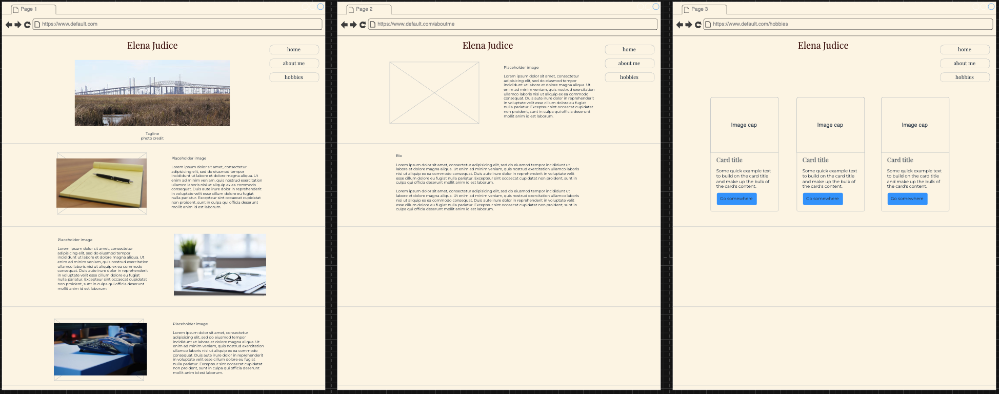 Page 1
https://www.default.com
Elena Judice
home
about me
hobbies
Tagline
photo credit
Placeholder image
Lorem ipsum dolor sit amet, consectetur
adipisicing elit, sed do eiusmod tempor
incididunt ut labore et dolore magna aliqua. Ut
enim ad minim veniam, quis nostrud exercitation
ullamco laboris nisi ut aliquip ex ea commodo
consequat. Duis aute irure dolor in reprehenderit
in voluptate velit esse cillum dolore eu fugiat
nulla pariatur. Excepteur sint occaecat cupidatat
non proident, sunt in culpa qui officia deserunt
mollit anim id est laborum.
Placeholder image
Lorem ipsum dolor sit amet, consectetur
adipisicing elit, sed do eiusmod tempor
incididunt ut labore et dolore magna aliqua. Ut
enim ad minim veniam, quis nostrud exercitation
ullamco laboris nisi ut aliquip ex ea commodo
consequat. Duis aute irure dolor in reprehenderit
in voluptate velit esse cillum dolore eu fugiat
nulla pariatur. Excepteur sint occaecat cupidatat
non proident, sunt in culpa qui officia deserunt
mollit anim id est laborum.
Placeholder image
Lorem ipsum dolor sit amet, consectetur
adipisicing elit, sed do eiusmod tempor
incididunt ut labore et dolore magna aliqua. Ut
enim ad minim veniam, quis nostrud exercitation
ullamco laboris nisi ut aliquip ex ea commodo
consequat. Duis aute irure dolor in reprehenderit
in voluptate velit esse cillum dolore eu fugiat
nulla pariatur. Excepteur sint occaecat cupidatat
non proident, sunt in culpa qui officia deserunt
mollit anim id est laborum.
Page 2
https://www.default.com/aboutme
Elena Judice
home
about me
hobbies
Placeholder image
Lorem ipsum dolor sit amet, consectetur
adipisicing elit, sed do eiusmod tempor
incididunt ut labore et dolore magna aliqua. Ut
enim ad minim veniam, quis nostrud exercitation
ullamco laboris nisi ut aliquip ex ea commodo
consequat. Duis aute irure dolor in reprehenderit
in voluptate velit esse cillum dolore eu fugiat
nulla pariatur. Excepteur sint occaecat cupidatat
non proident, sunt in culpa qui officia deserunt
mollit anim id est laborum.
Bio
Lorem ipsum dolor sit amet, consectetur adipisicing elit, sed do eiusmod tempor incididunt ut
labore et dolore magna aliqua. Ut enim ad minim veniam, quis nostrud exercitation ullamco laboris
nisi ut aliquip ex ea commodo consequat. Duis aute irure dolor in reprehenderit in voluptate velit
esse cillum dolore eu fugiat nulla pariatur. Excepteur sint occaecat cupidatat non proident, sunt in
culpa qui officia deserunt mollit anim id est laborum.
Lorem ipsum dolor sit amet, consectetur adipisicing elit, sed do eiusmod tempor incididunt ut
labore et dolore magna aliqua. Ut enim ad minim veniam, quis nostrud exercitation ullamco laboris
nisi ut aliquip ex ea commodo consequat. Duis aute irure dolor in reprehenderit in voluptate velit
esse cillum dolore eu fugiat nulla pariatur. Excepteur sint occaecat cupidatat non proident, sunt in
culpa qui officia deserunt mollit anim id est laborum.
Page 3
https://www.default.com/hobbies
Elena Judice
home
about me
hobbies
Image cap
Card title
Some quick example text
to build on the card title
and make up the bulk of
the card's content.
Go somewhere
Image cap
Card title
Some quick example text
to build on the card title
and make up the bulk of
the card's content.
Go somewhere
Image cap
Card title
Some quick example text
to build on the card title
and make up the bulk of
the card's content.
Go somewhere